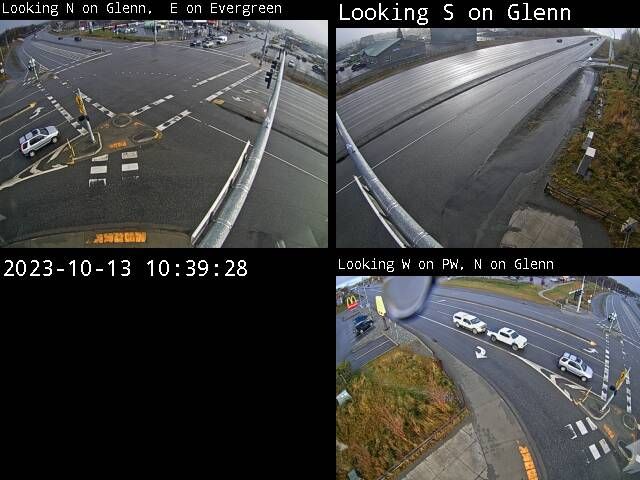 Looking N on Glenn,  E on Evergreen
Looking S on Glenn
2023-10-13 10:39:28
Looking W on PW, N on Glenn